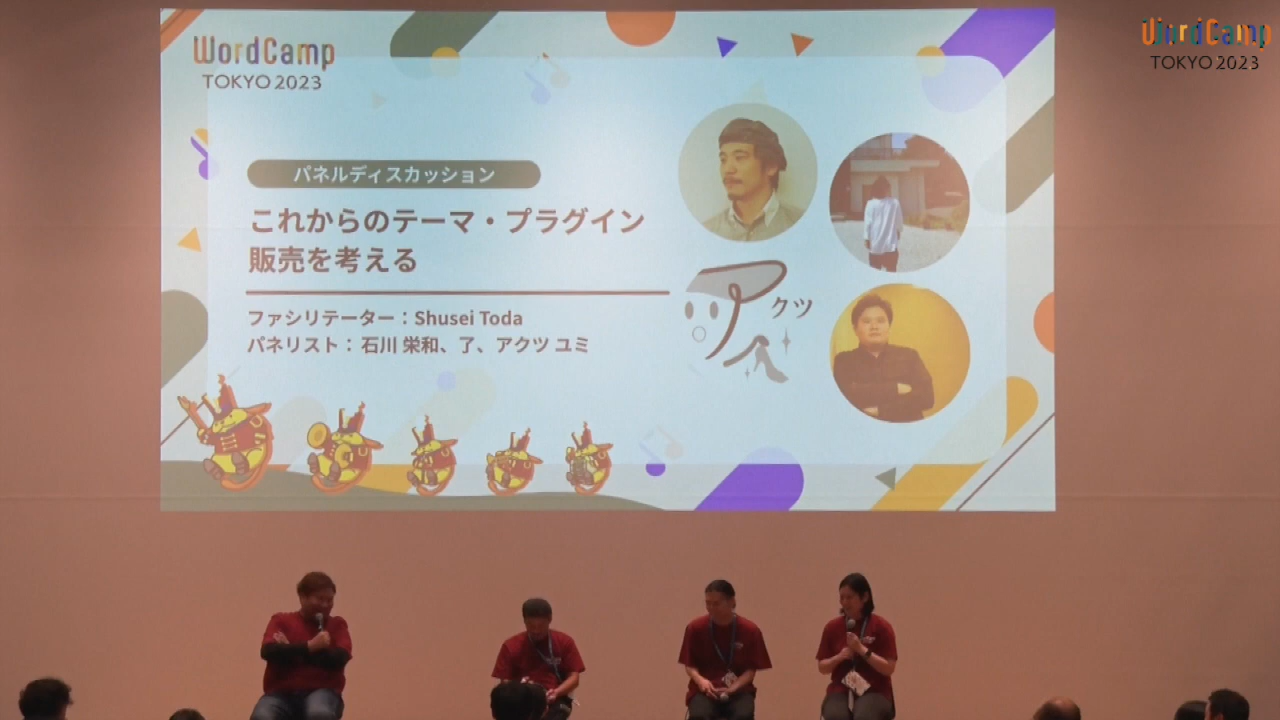 WordCamp
TOKYO 2023
パネルディスカッション
これからのテーマ・プラグイン
販売を考える
ファシリテーター：Shusei Toda
パネリスト： 石川 栄和、了、アクツ ユミ
アクツ
WordCamp
TOKYO 2023